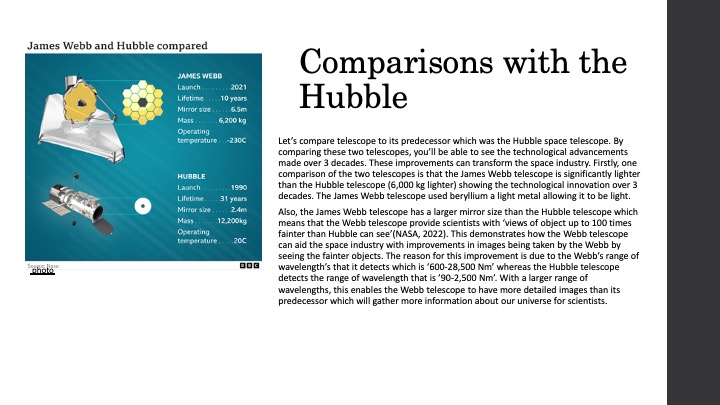 James Webb and Hubble compared
JAMES WEBB
Launch ......... 2021
Lifetime .... 10 years
Mirror size ...... 6.5m
Mass ....... 6,200 kg
Operating
temperature . . -230C
HUBBLE
Launch ......... 1990
Lifetime .... 31 years
Mirror size ..... 2.4m
Mass ....... 12,200kg
Operating
temperature .... 20C
Source: Nasa
BBC
photo
Comparisons with the
Hubble
Let’s compare telescope to its predecessor which was the Hubble space telescope. By
comparing these two telescopes, you’ll be able to see the technological advancements
made over 3 decades. These improvements can transform the space industry. Firstly, one
comparison of the two telescopes is that the James Webb telescope is significantly lighter
than the Hubble telescope (6,000 kg lighter) showing the technological innovation over 3
decades. The James Webb telescope used beryllium a light metal allowing it to be light.
Also, the James Webb telescope has a larger mirror size than the Hubble telescope which
means that the Webb telescope provide scientists with ‘views of object up to 100 times
fainter than Hubble can see’(NASA, 2022). This demonstrates how the Webb telescope
can aid the space industry with improvements in images being taken by the Webb by
seeing the fainter objects. The reason for this improvement is due to the Webb’s range of
wavelength’s that it detects which is ‘600-28,500 Nm’ whereas the Hubble telescope
detects the range of wavelength that is ’90-2,500 Nm’. With a larger range of
wavelengths, this enables the Webb telescope to have more detailed images than its
predecessor which will gather more information about our universe for scientists.